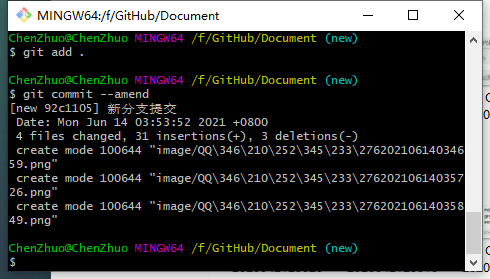 MINGW64:/f/GitHub/Document
ChenZhuo@ChenZhuo MINGW64 /f/GitHub/Document (new)
$ git add .
ChenZhuo@ChenZhuo MINGW64 /f/GitHub/Document (new)
$ git commit --amend
[new 92c1105] 新分支提交
Date: Mon Jun 14 03:53:52 2021 +0800
4 files changed, 31 insertions(+), 3 deletions(-)
create mode 100644 "image/QQ\346\210\252\345\233\276202106140346
59.png"
create mode 100644 "image/QQ\346\210\252\345\233\276202106140357
26.png"
create mode 100644 "image/QQ\346\210\252\345\233\276202106140358
49.png"
ChenZhuo@ChenZhuo MINGW64 /f/GitHub/Document (new)
$